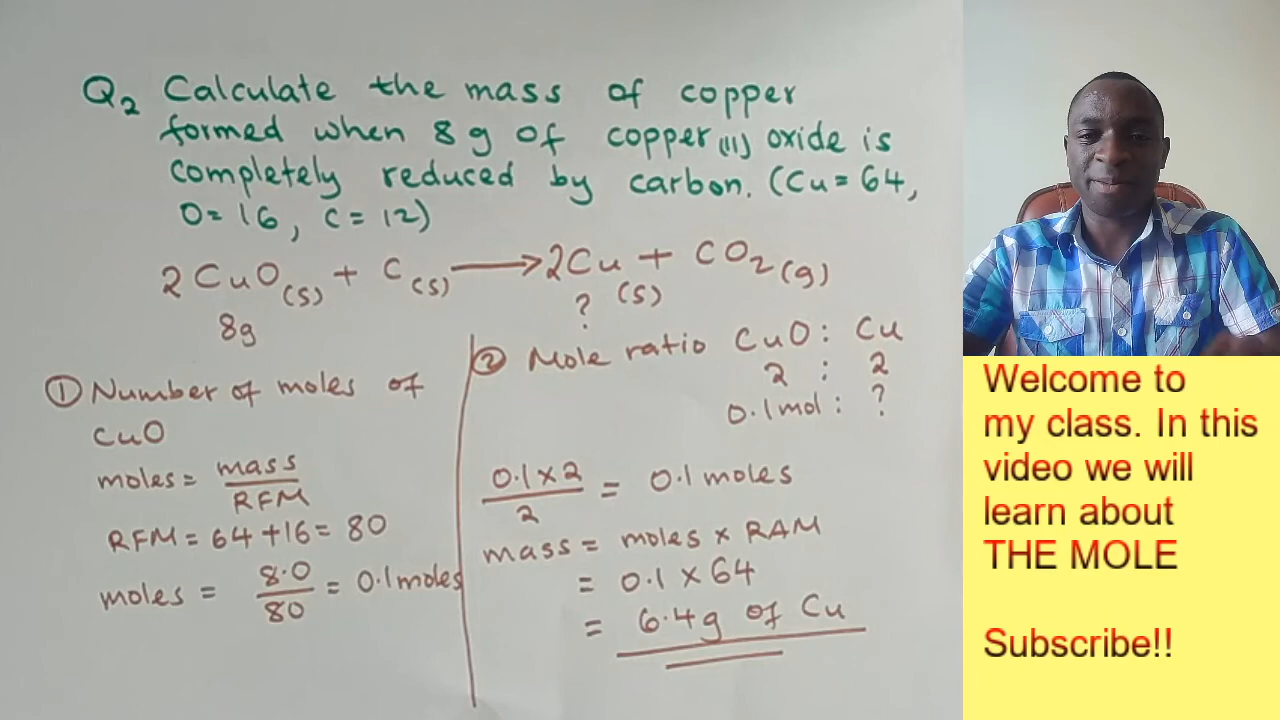 Q2 Calculate the mass of copper
formed when 8 g of copper (II) oxide is
completely reduced by carbon. (Cu = 64,
O = 16, C = 12)
2CuO(s) + C(s) → 2Cu(s) + CO2(g)
8g
?
① Number of moles of
CuO
moles = mass/RFM
RFM = 64 + 16 = 80
moles = 8.0/80 = 0.1 moles
② Mole ratio CuO : Cu
2 : 2
0.1 mol : ?
0.1 x 2/2 = 0.1 moles
mass = moles x RAM
= 0.1 x 64
= 6.4g of Cu
Welcome to
my class. In this
video we will
learn about
THE MOLE
Subscribe!!